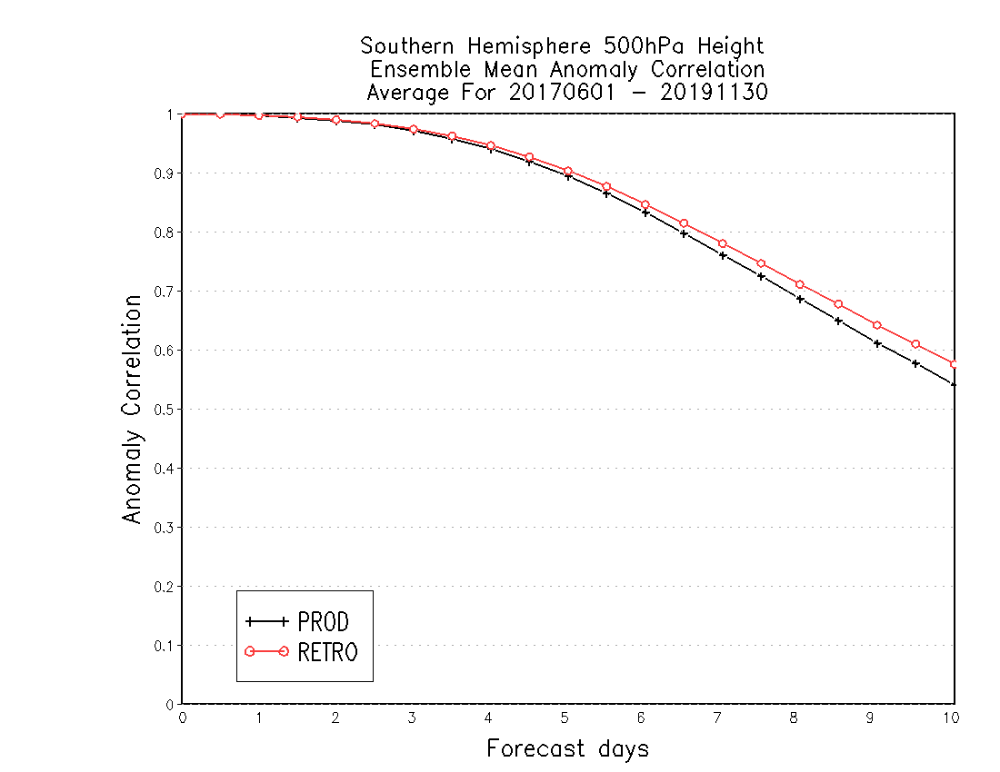 Southern Hemisphere 500hPa Height
Ensemble Mean Anomaly Correlation
Average For 20170601 – 20191130
Anomaly Correlation
1
0.9
0.8
0.7
0.6
0.5
0.4
0.3
0.2
0.1
0
PROD
RETRO
0 1 2 3 4 5 6 7 8 9 10
Forecast days